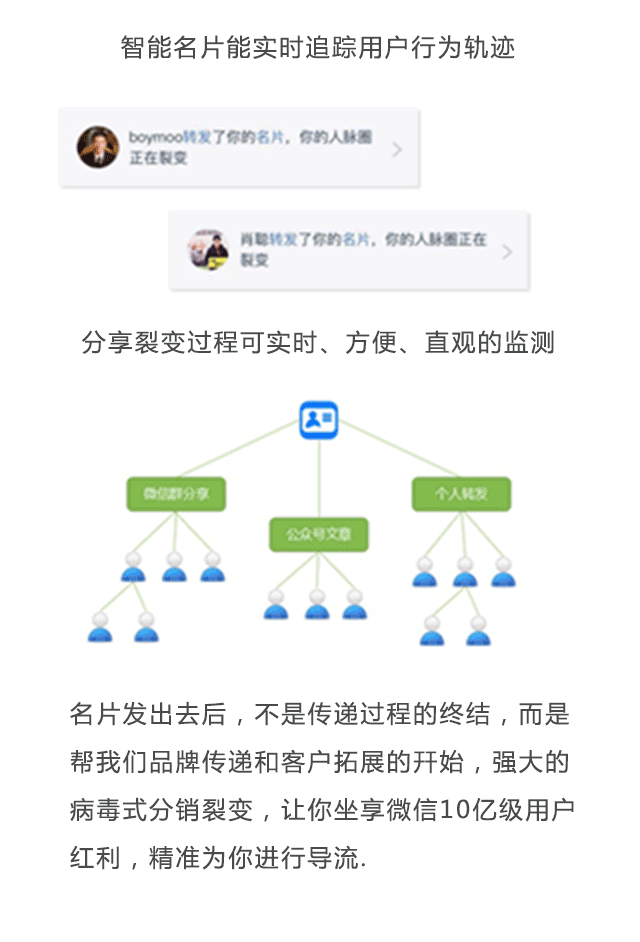 智能名片能实时追踪用户行为轨迹
boymoo转发了你的名片，你的人脉圈
正在裂变
肖聪转发了你的名片，你的人脉圈正在
裂变
分享裂变过程可实时、方便、直观的监测
微信群分享
个人转发
公众号文章
名片发出去后，不是传递过程的终结，而是
帮我们品牌传递和客户拓展的开始，强大的
病毒式分销裂变，让你坐享微信10亿级用户
红利，精准为你进行导流.